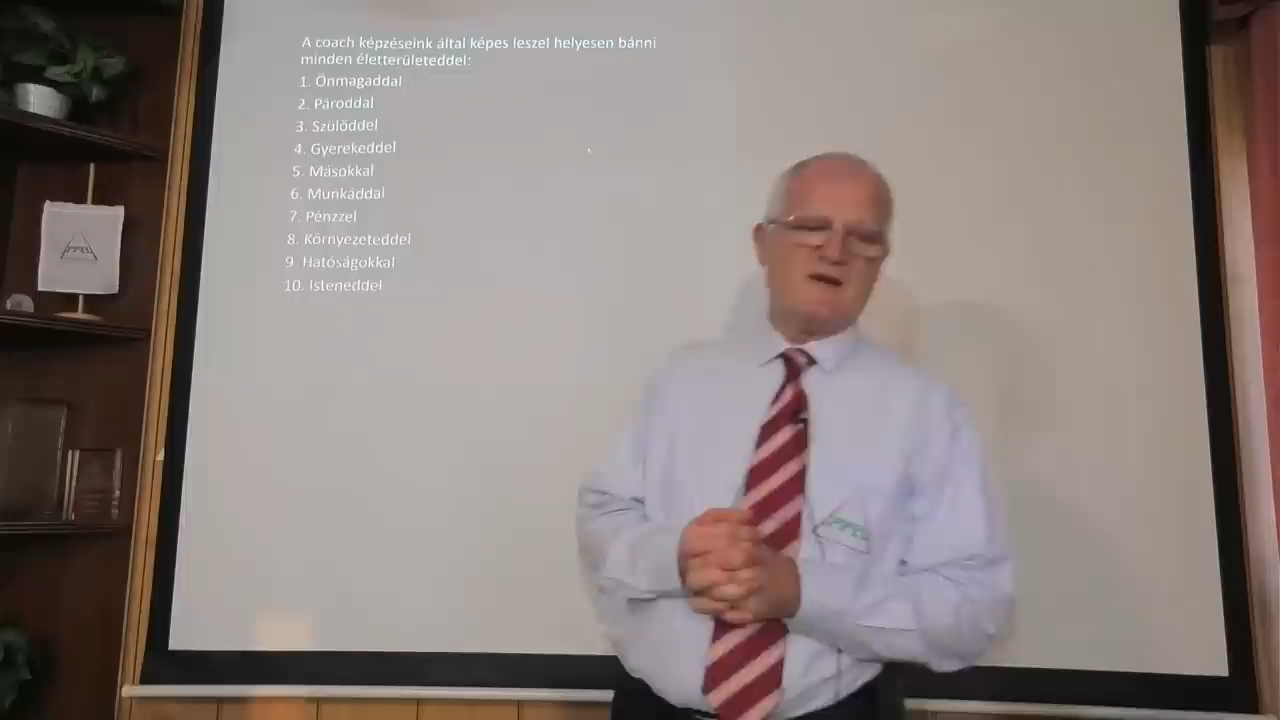 A coach képzéseink által képes leszel helyesen bánni
minden életterületeddel:
1. Önmagaddal
2. Pároddal
3. Szülőddel
4. Gyerekeddel
5. Másokkal
6. Munkáddal
7. Pénzzel
8. Környezeteddel
9 Hatóságokkal
10. Isteneddel